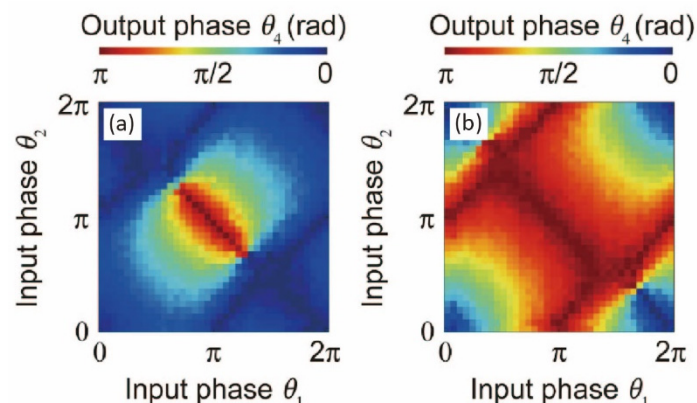 Output phase θ4 (rad)
π π/2 0
(a)
2π
π
0
Input phase θ2
0 π 2π
Input phase θ1
Output phase θ4 (rad)
π π/2 0
(b)
2π
π
0
Input phase θ2
0 π 2π
Input phase θ1